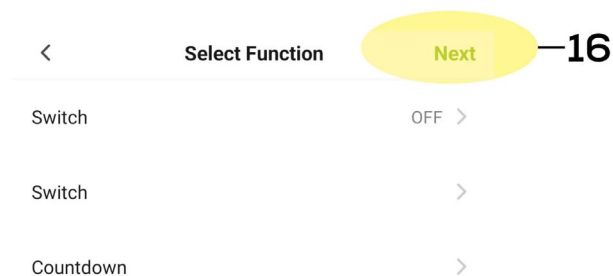 < Select Function Next 16
Switch OFF >
Switch >
Countdown >